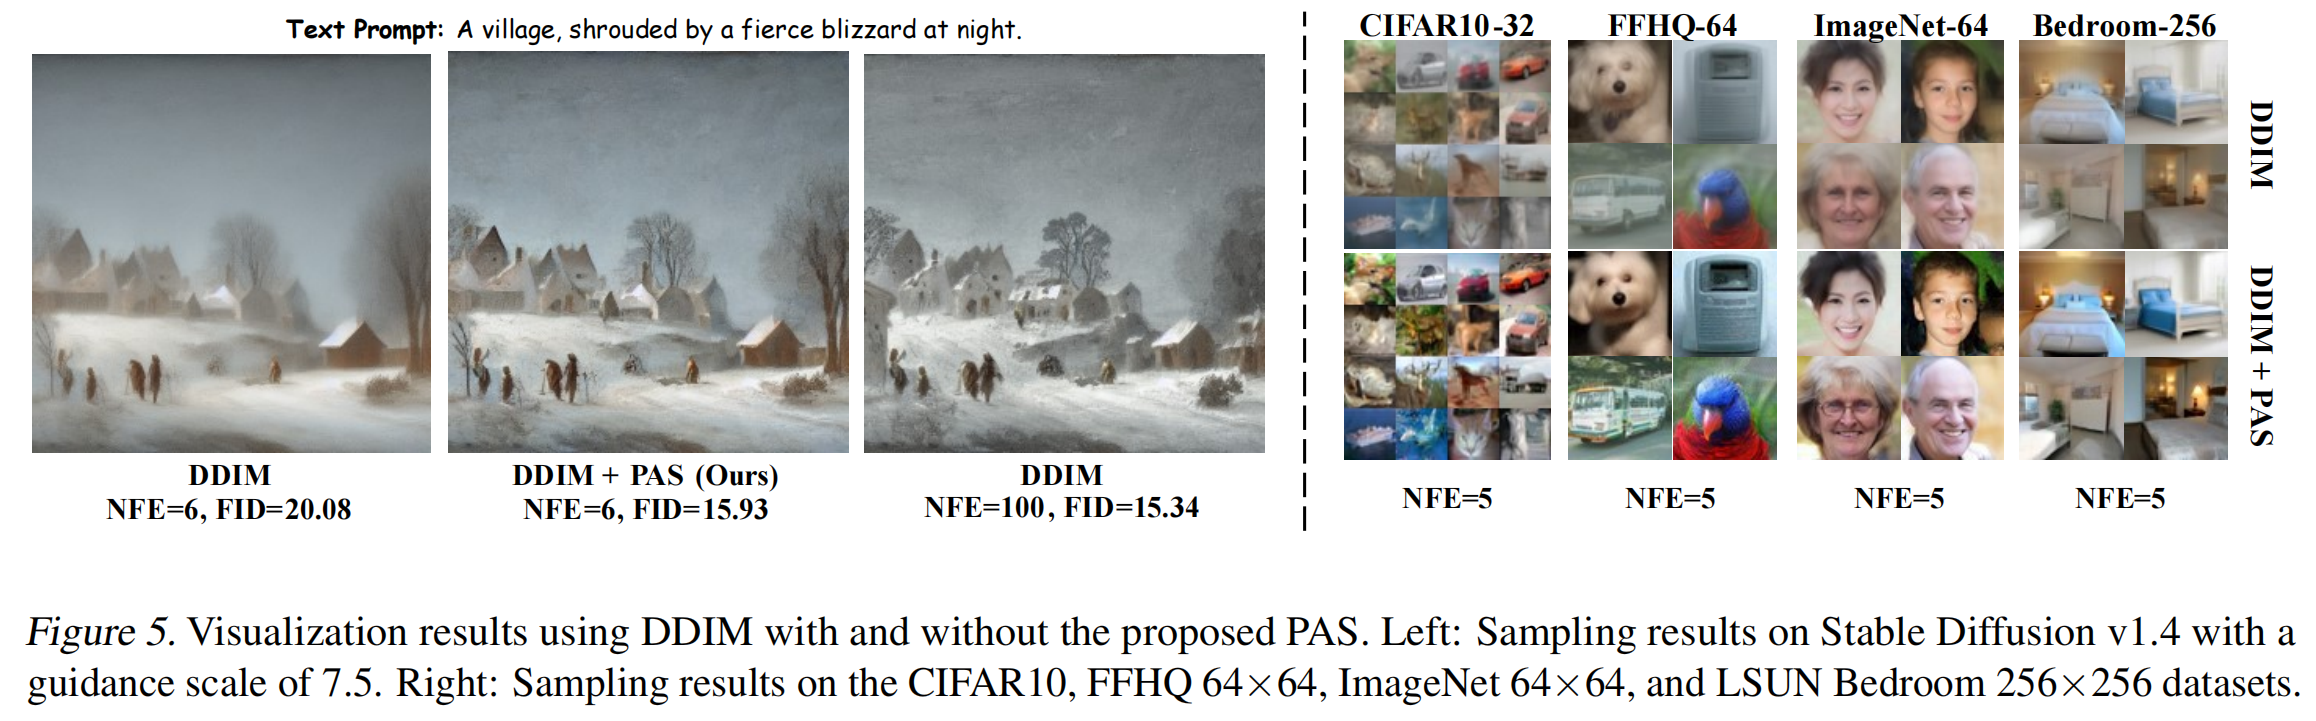 Text Prompt: A village, shrouded by a fierce blizzard at night.
DDIM
NFE=6, FID=20.08
DDIM + PAS (Ours)
NFE=6, FID=15.93
DDIM
NFE=100, FID=15.34
CIFAR10-32
FFHQ-64
ImageNet-64
Bedroom-256
DDIM
DDIM + PAS
NFE=5
NFE=5
NFE=5
NFE=5
Figure 5. Visualization results using DDIM with and without the proposed PAS. Left: Sampling results on Stable Diffusion v1.4 with a
guidance scale of 7.5. Right: Sampling results on the CIFAR10, FFHQ 64×64, ImageNet 64×64, and LSUN Bedroom 256×256 datasets.